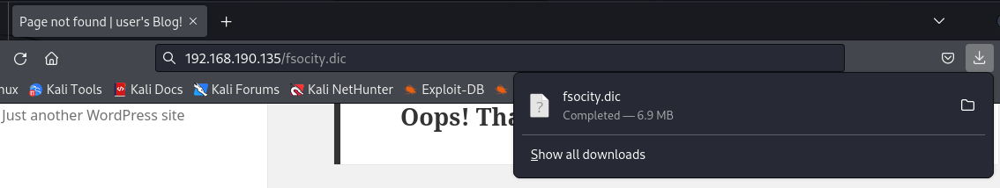 Page not found | user's Blog!
192.168.190.135/fsocity.dic
nux Kali Tools Kali Docs Kali Forums Kali NetHunter Exploit-DB
fsocity.dic
Completed — 6.9 MB
Show all downloads
Just another WordPress site
Oops! Tha